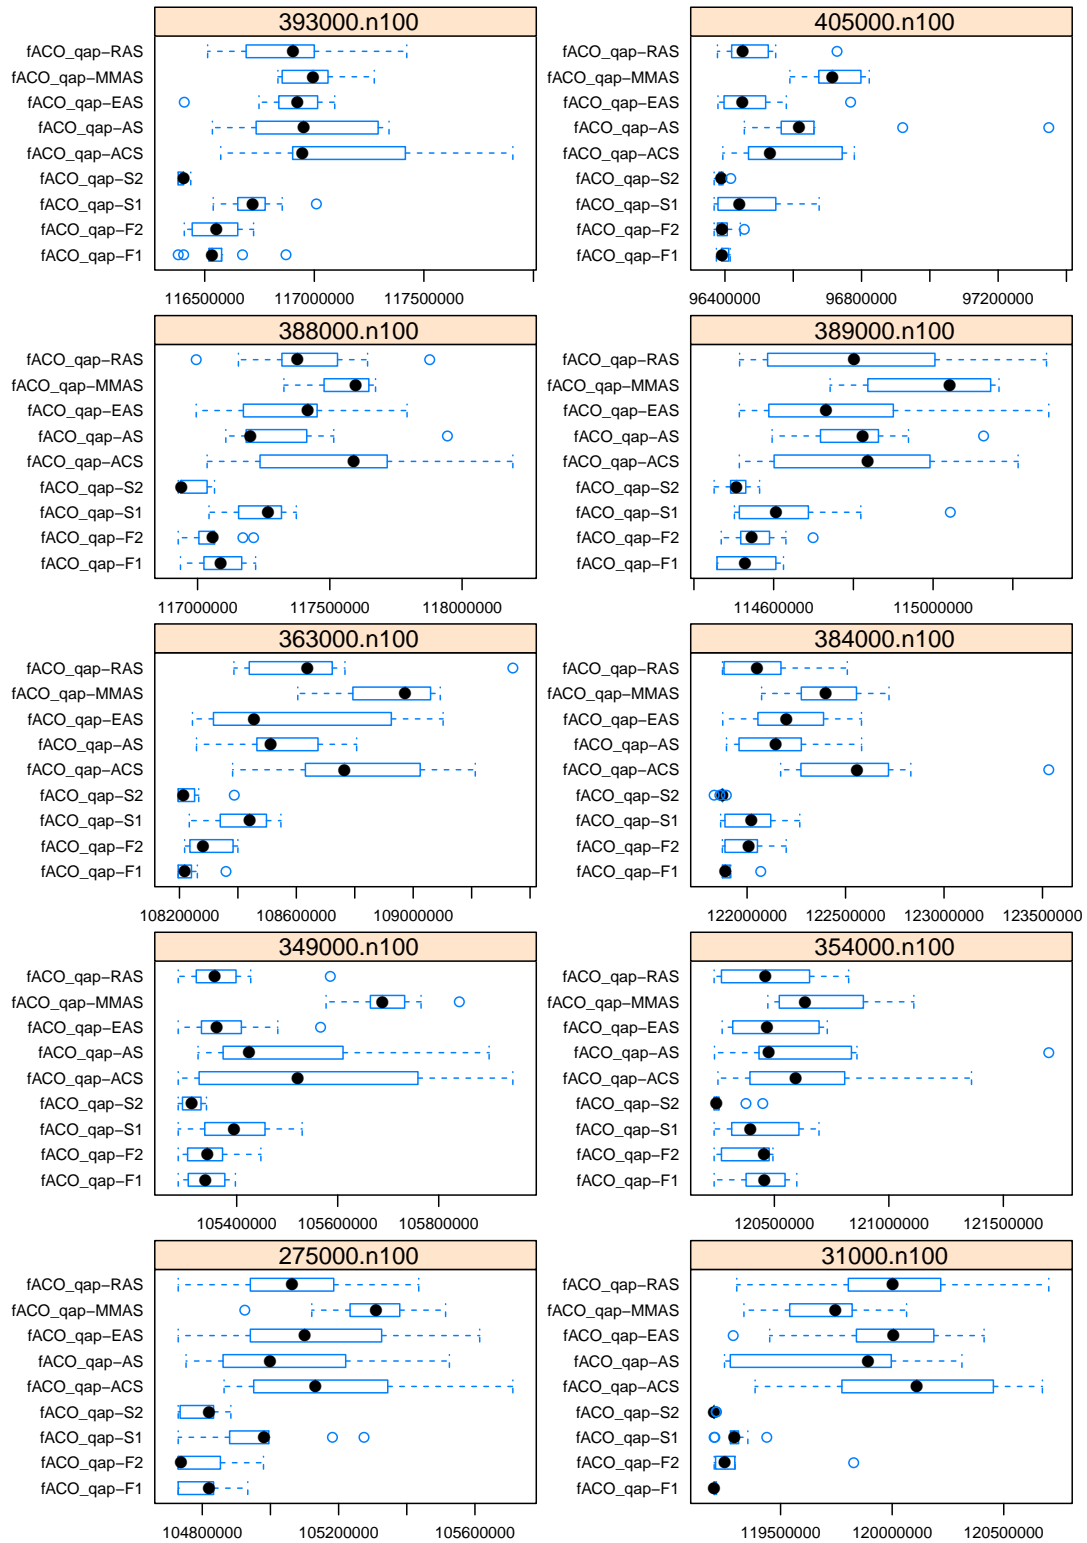 393000.n100
fACO_qap−RAS
fACO_qap−MMAS
fACO_qap−EAS
fACO_qap−AS
fACO_qap−ACS
fACO_qap−S2
fACO_qap−S1
fACO_qap−F2
fACO_qap−F1
116500000 117000000 117500000
405000.n100
fACO_qap−RAS
fACO_qap−MMAS
fACO_qap−EAS
fACO_qap−AS
fACO_qap−ACS
fACO_qap−S2
fACO_qap−S1
fACO_qap−F2
fACO_qap−F1
96400000 96800000 97200000
388000.n100
fACO_qap−RAS
fACO_qap−MMAS
fACO_qap−EAS
fACO_qap−AS
fACO_qap−ACS
fACO_qap−S2
fACO_qap−S1
fACO_qap−F2
fACO_qap−F1
117000000 117500000 118000000
389000.n100
fACO_qap−RAS
fACO_qap−MMAS
fACO_qap−EAS
fACO_qap−AS
fACO_qap−ACS
fACO_qap−S2
fACO_qap−S1
fACO_qap−F2
fACO_qap−F1
114600000 115000000
363000.n100
fACO_qap−RAS
fACO_qap−MMAS
fACO_qap−EAS
fACO_qap−AS
fACO_qap−ACS
fACO_qap−S2
fACO_qap−S1
fACO_qap−F2
fACO_qap−F1
108200000 108600000 109000000
384000.n100
fACO_qap−RAS
fACO_qap−MMAS
fACO_qap−EAS
fACO_qap−AS
fACO_qap−ACS
fACO_qap−S2
fACO_qap−S1
fACO_qap−F2
fACO_qap−F1
122000000 122500000 123000000 123500000
349000.n100
fACO_qap−RAS
fACO_qap−MMAS
fACO_qap−EAS
fACO_qap−AS
fACO_qap−ACS
fACO_qap−S2
fACO_qap−S1
fACO_qap−F2
fACO_qap−F1
105400000 105600000 105800000
354000.n100
fACO_qap−RAS
fACO_qap−MMAS
fACO_qap−EAS
fACO_qap−AS
fACO_qap−ACS
fACO_qap−S2
fACO_qap−S1
fACO_qap−F2
fACO_qap−F1
120500000 121000000 121500000
275000.n100
fACO_qap−RAS
fACO_qap−MMAS
fACO_qap−EAS
fACO_qap−AS
fACO_qap−ACS
fACO_qap−S2
fACO_qap−S1
fACO_qap−F2
fACO_qap−F1
104800000 105200000 105600000
31000.n100
fACO_qap−RAS
fACO_qap−MMAS
fACO_qap−EAS
fACO_qap−AS
fACO_qap−ACS
fACO_qap−S2
fACO_qap−S1
fACO_qap−F2
fACO_qap−F1
119500000 120000000 120500000